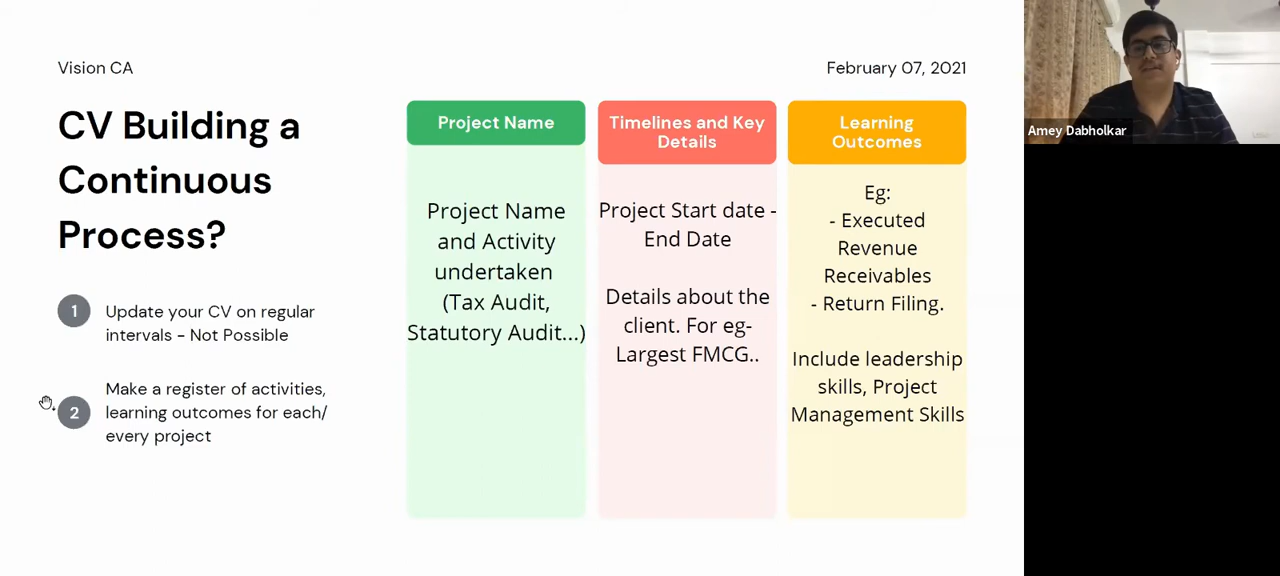 Vision CA
February 07, 2021
CV Building a
Continuous
Process?
1
Update your CV on regular
intervals - Not Possible
2
Make a register of activities,
learning outcomes for each/
every project
Project Name
Project Name
and Activity
undertaken
(Tax Audit,
Statutory Audit...)
Timelines and Key
Details
Project Start date -
End Date
Details about the
client. For eg-
Largest FMCG..
Learning
Outcomes
Eg:
- Executed
Revenue
Receivables
- Return Filing.
Include leadership
skills, Project
Management Skills
Amey Dabholkar